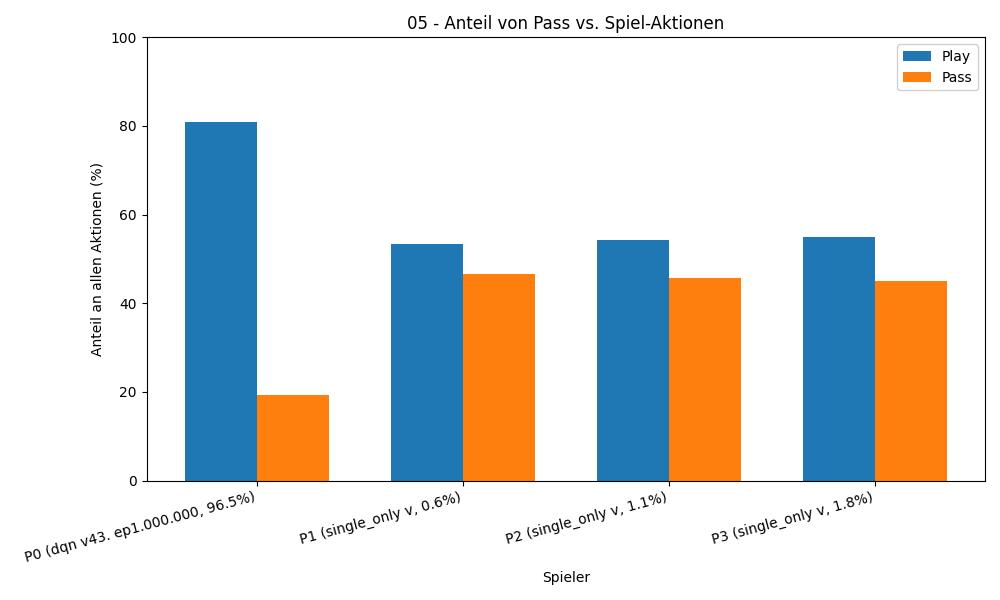 05 - Anteil von Pass vs. Spiel-Aktionen
Anteil an allen Aktionen (%)
100
80
60
40
20
0
Play
Pass
P0 (dqn v43. ep1.000.000, 96.5%)
P1 (single_only v, 0.6%)
P2 (single_only v, 1.1%)
P3 (single_only v, 1.8%)
Spieler